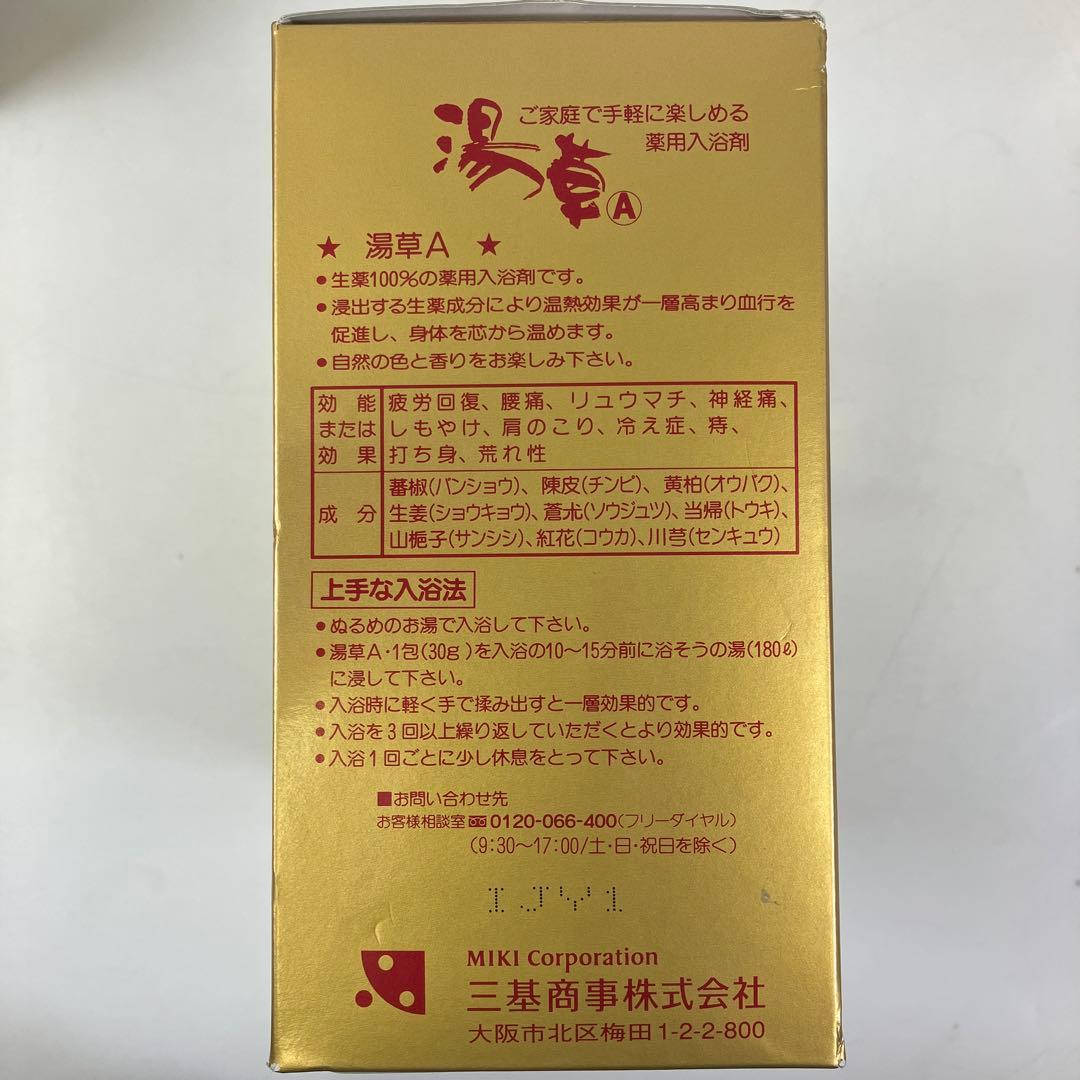 ご家庭で手軽に楽しめる
薬用入浴剤
湯草Ⓐ
★ 湯草A ★
●生薬100%の薬用入浴剤です。
●浸出する生薬成分により温熱効果が一層高まり血行を
促進し、身体を芯から温めます。
●自然の色と香りをお楽しみ下さい。
効能または効果
疲労回復、腰痛、リュウマチ、神経痛、
しもやけ、肩のこり、冷え症、痔、
打ち身、荒れ性
成分
蕃椒(バンショウ)、陳皮(チンピ)、黄柏(オウバク)、
生姜(ショウキョウ)、蒼朮(ソウジュツ)、当帰(トウキ)、
山梔子(サンシシ)、紅花(コウカ)、川芎(センキュウ)
上手な入浴法
●ぬるめのお湯で入浴して下さい。
●湯草A・1包(30g)を入浴の10〜15分前に浴そうの湯(180ℓ)
に浸して下さい。
●入浴時に軽く手で揉み出すと一層効果的です。
●入浴を3回以上繰り返していただくとより効果的です。
●入浴1回ごとに少し休息をとって下さい。
■お問い合わせ先
お客様相談室 0120-066-400(フリーダイヤル)
(9:30〜17:00/土・日・祝日を除く)
MIKI Corporation
三基商事株式会社
大阪市北区梅田1-2-2-800